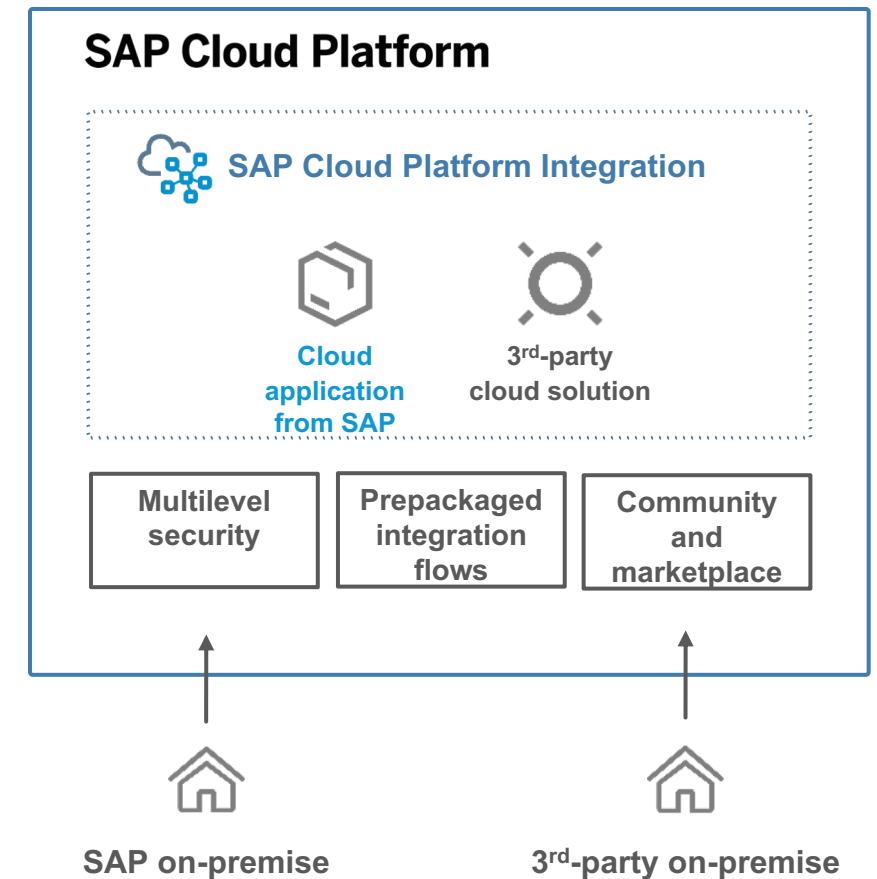 SAP Cloud Platform
SAP Cloud Platform Integration
Cloud
application
from SAP
3rd-party
cloud solution
Multilevel
security
Prepackaged
integration
flows
Community
and
marketplace
SAP on-premise
3rd-party on-premise